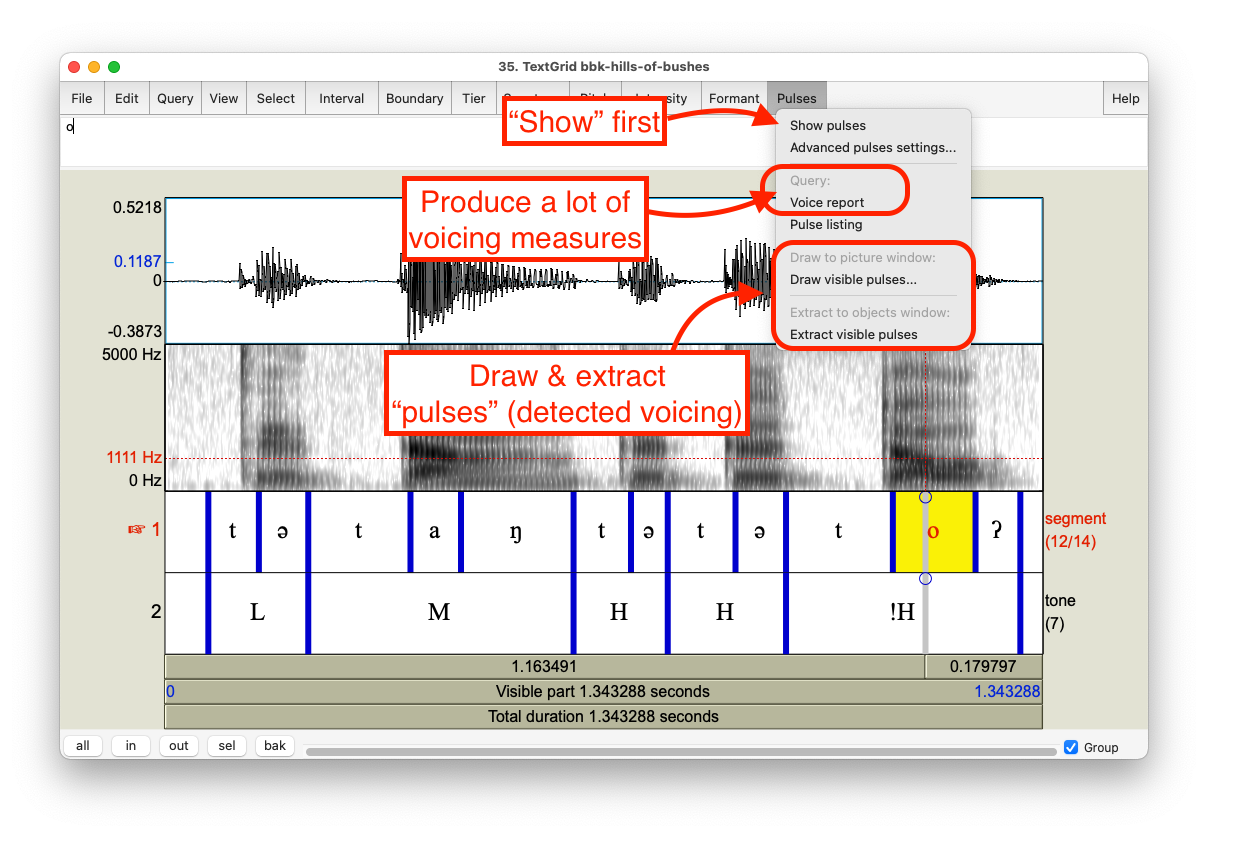 35. TextGrid bbk-hills-of-bushes
File Edit Query View Select Interval Boundary Tier Formant Pulses Help
o
“Show” first
Show pulses
Advanced pulses settings...
Query:
Voice report
Pulse listing
Draw to picture window:
Draw visible pulses...
Extract to objects window:
Extract visible pulses
Produce a lot of
voicing measures
Draw & extract
“pulses” (detected voicing)
0.5218
0.1187
0
-0.3873
5000 Hz
1111 Hz
0 Hz
☞ 1 t ə t a ŋ t ə t ə t o ʔ segment
(12/14)
2 L M H H !H tone
(7)
1.163491 0.179797
0 Visible part 1.343288 seconds 1.343288
Total duration 1.343288 seconds
all in out sel bak Group